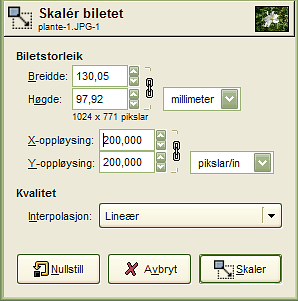 Skalér biletet
plante-1.JPG-1
Biletstorleik
Breidde: 130,05
Høgde: 97,92 millimeter
1024 x 771 pikslar
X-oppløysing: 200,000
Y-oppløysing: 200,000 pikslar/in
Kvalitet
Interpolasjon: Lineær
Nullstill Avbryt Skaler